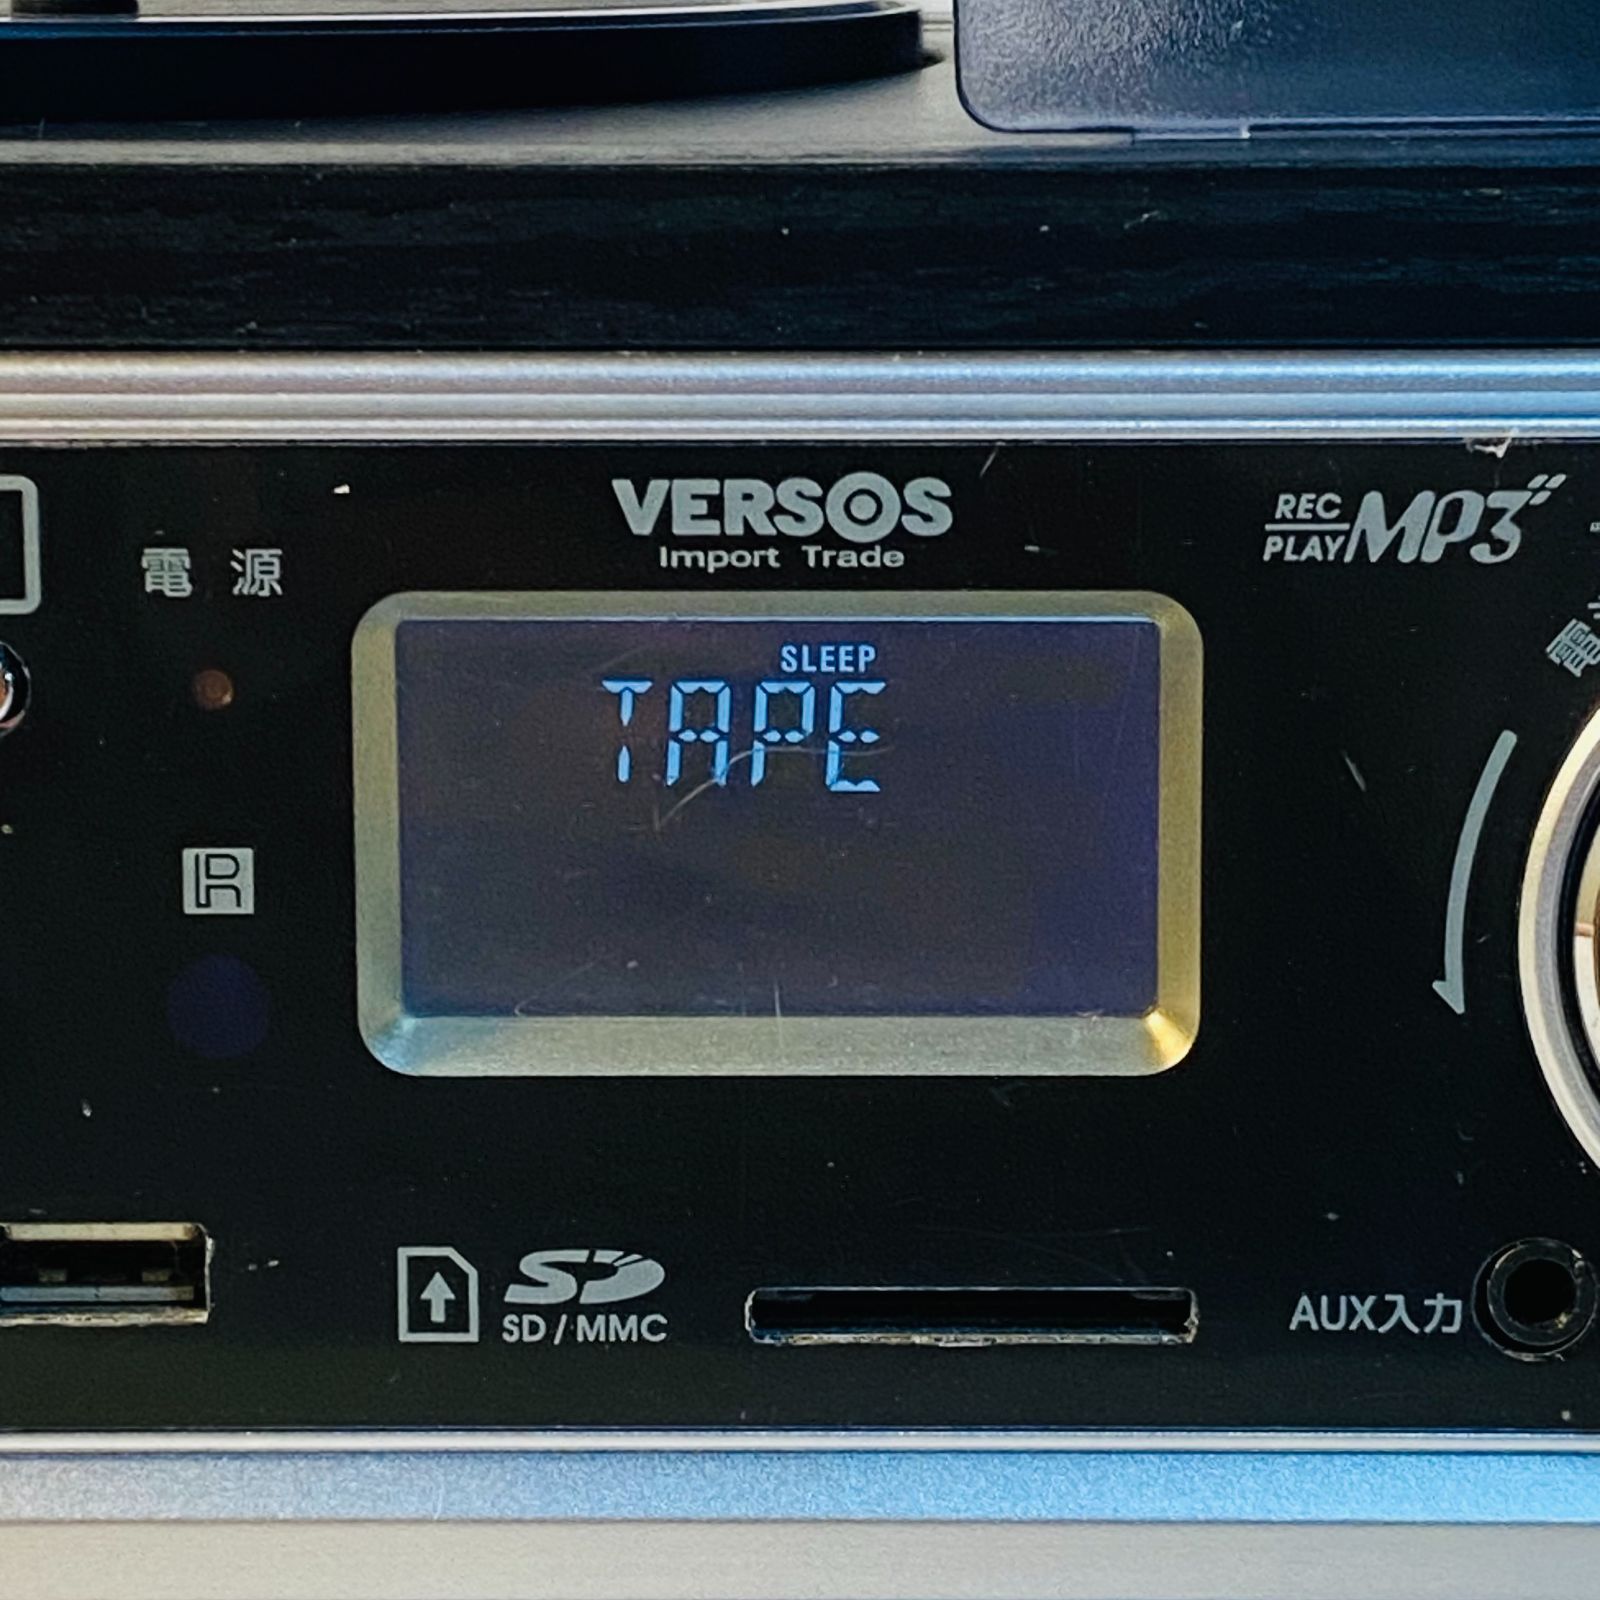 VERSOS
Import Trade
REC
PLAY MP3
電源
SLEEP
TAPE
R
SD
SD/MMC
AUX入力